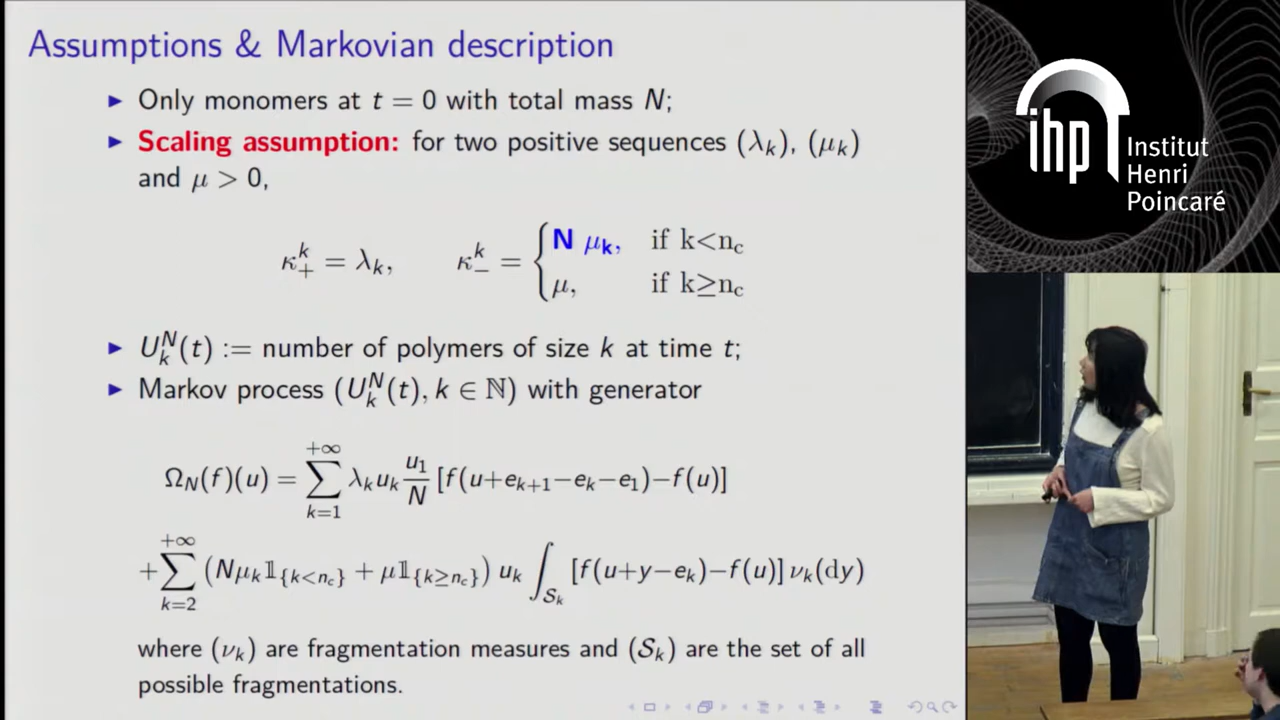 Assumptions & Markovian description
▶ Only monomers at t = 0 with total mass N;
▶ Scaling assumption: for two positive sequences (λ_k), (μ_k)
and μ > 0,
κ_+^k = λ_k, κ_-^k = { N μ_k, if k<n_c
μ, if k≥n_c
▶ U_k^N(t) := number of polymers of size k at time t;
▶ Markov process (U_k^N(t), k ∈ ℕ) with generator
Ω_N(f)(u) = ∑_{k=1}^{+∞} λ_k u_k u_1/N [f(u+e_{k+1}−e_k−e_1)−f(u)]
+∑_{k=2}^{+∞} (Nμ_k 𝟙_{k<n_c} + μ𝟙_{k≥n_c}) u_k ∫_{S_k} [f(u+y−e_k)−f(u)] ν_k(dy)
where (ν_k) are fragmentation measures and (S_k) are the set of all
possible fragmentations.
ihp
Institut
Henri
Poincaré